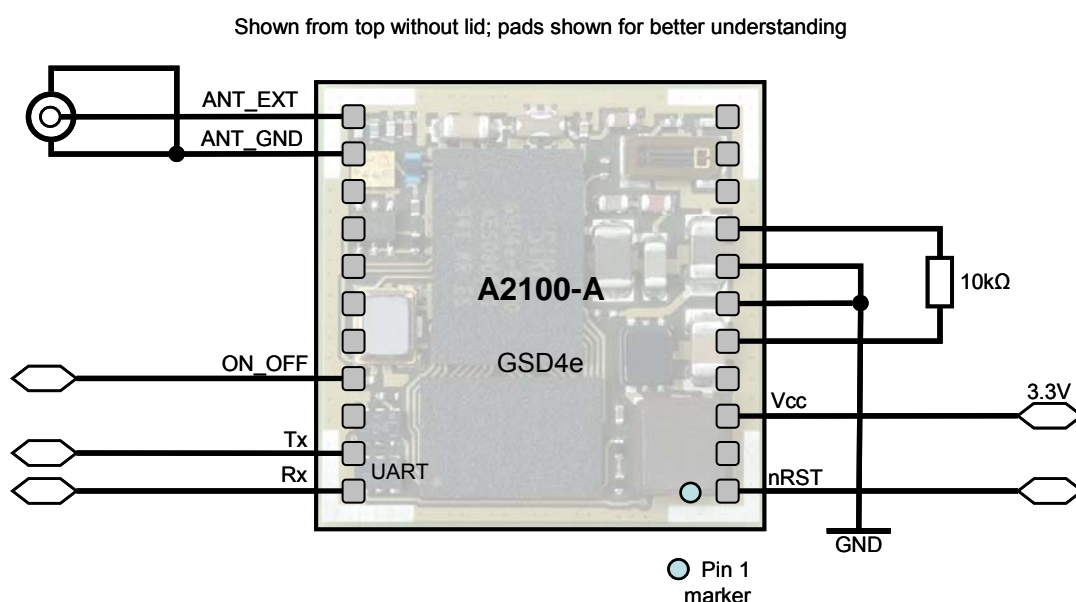 Shown from top without lid; pads shown for better understanding
ANT_EXT
ANT_GND
A2100-A
10kΩ
GSD4e
ON_OFF
Vcc
3.3V
Tx
UART
Rx
nRST
GND
Pin 1
marker